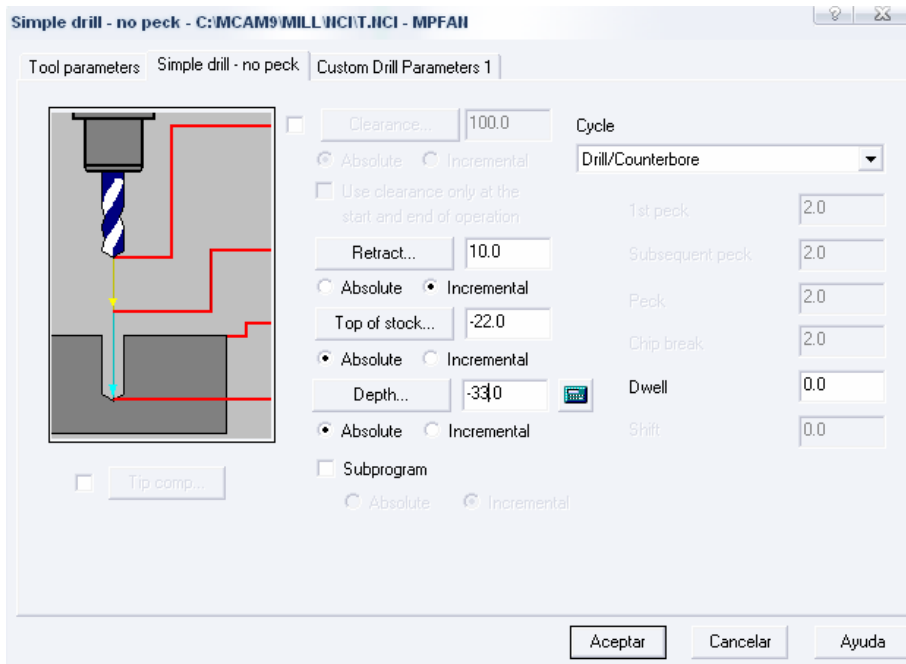 Simple drill - no peck - C:\MCAM9\MILL\NCI\T.NCI - MPFAN
Tool parameters Simple drill - no peck Custom Drill Parameters 1
Clearance... 100.0
Absolute Incremental
Use clearance only at the
start and end of operation
Retract... 10.0
Absolute Incremental
Top of stock... -22.0
Absolute Incremental
Depth... -33.0
Absolute Incremental
Subprogram
Absolute Incremental
Tip comp...
Cycle
Drill/Counterbore
1st peck 2.0
Subsequent peck 2.0
Peck 2.0
Chip break 2.0
Dwell 0.0
Shift 0.0
Aceptar Cancelar Ayuda